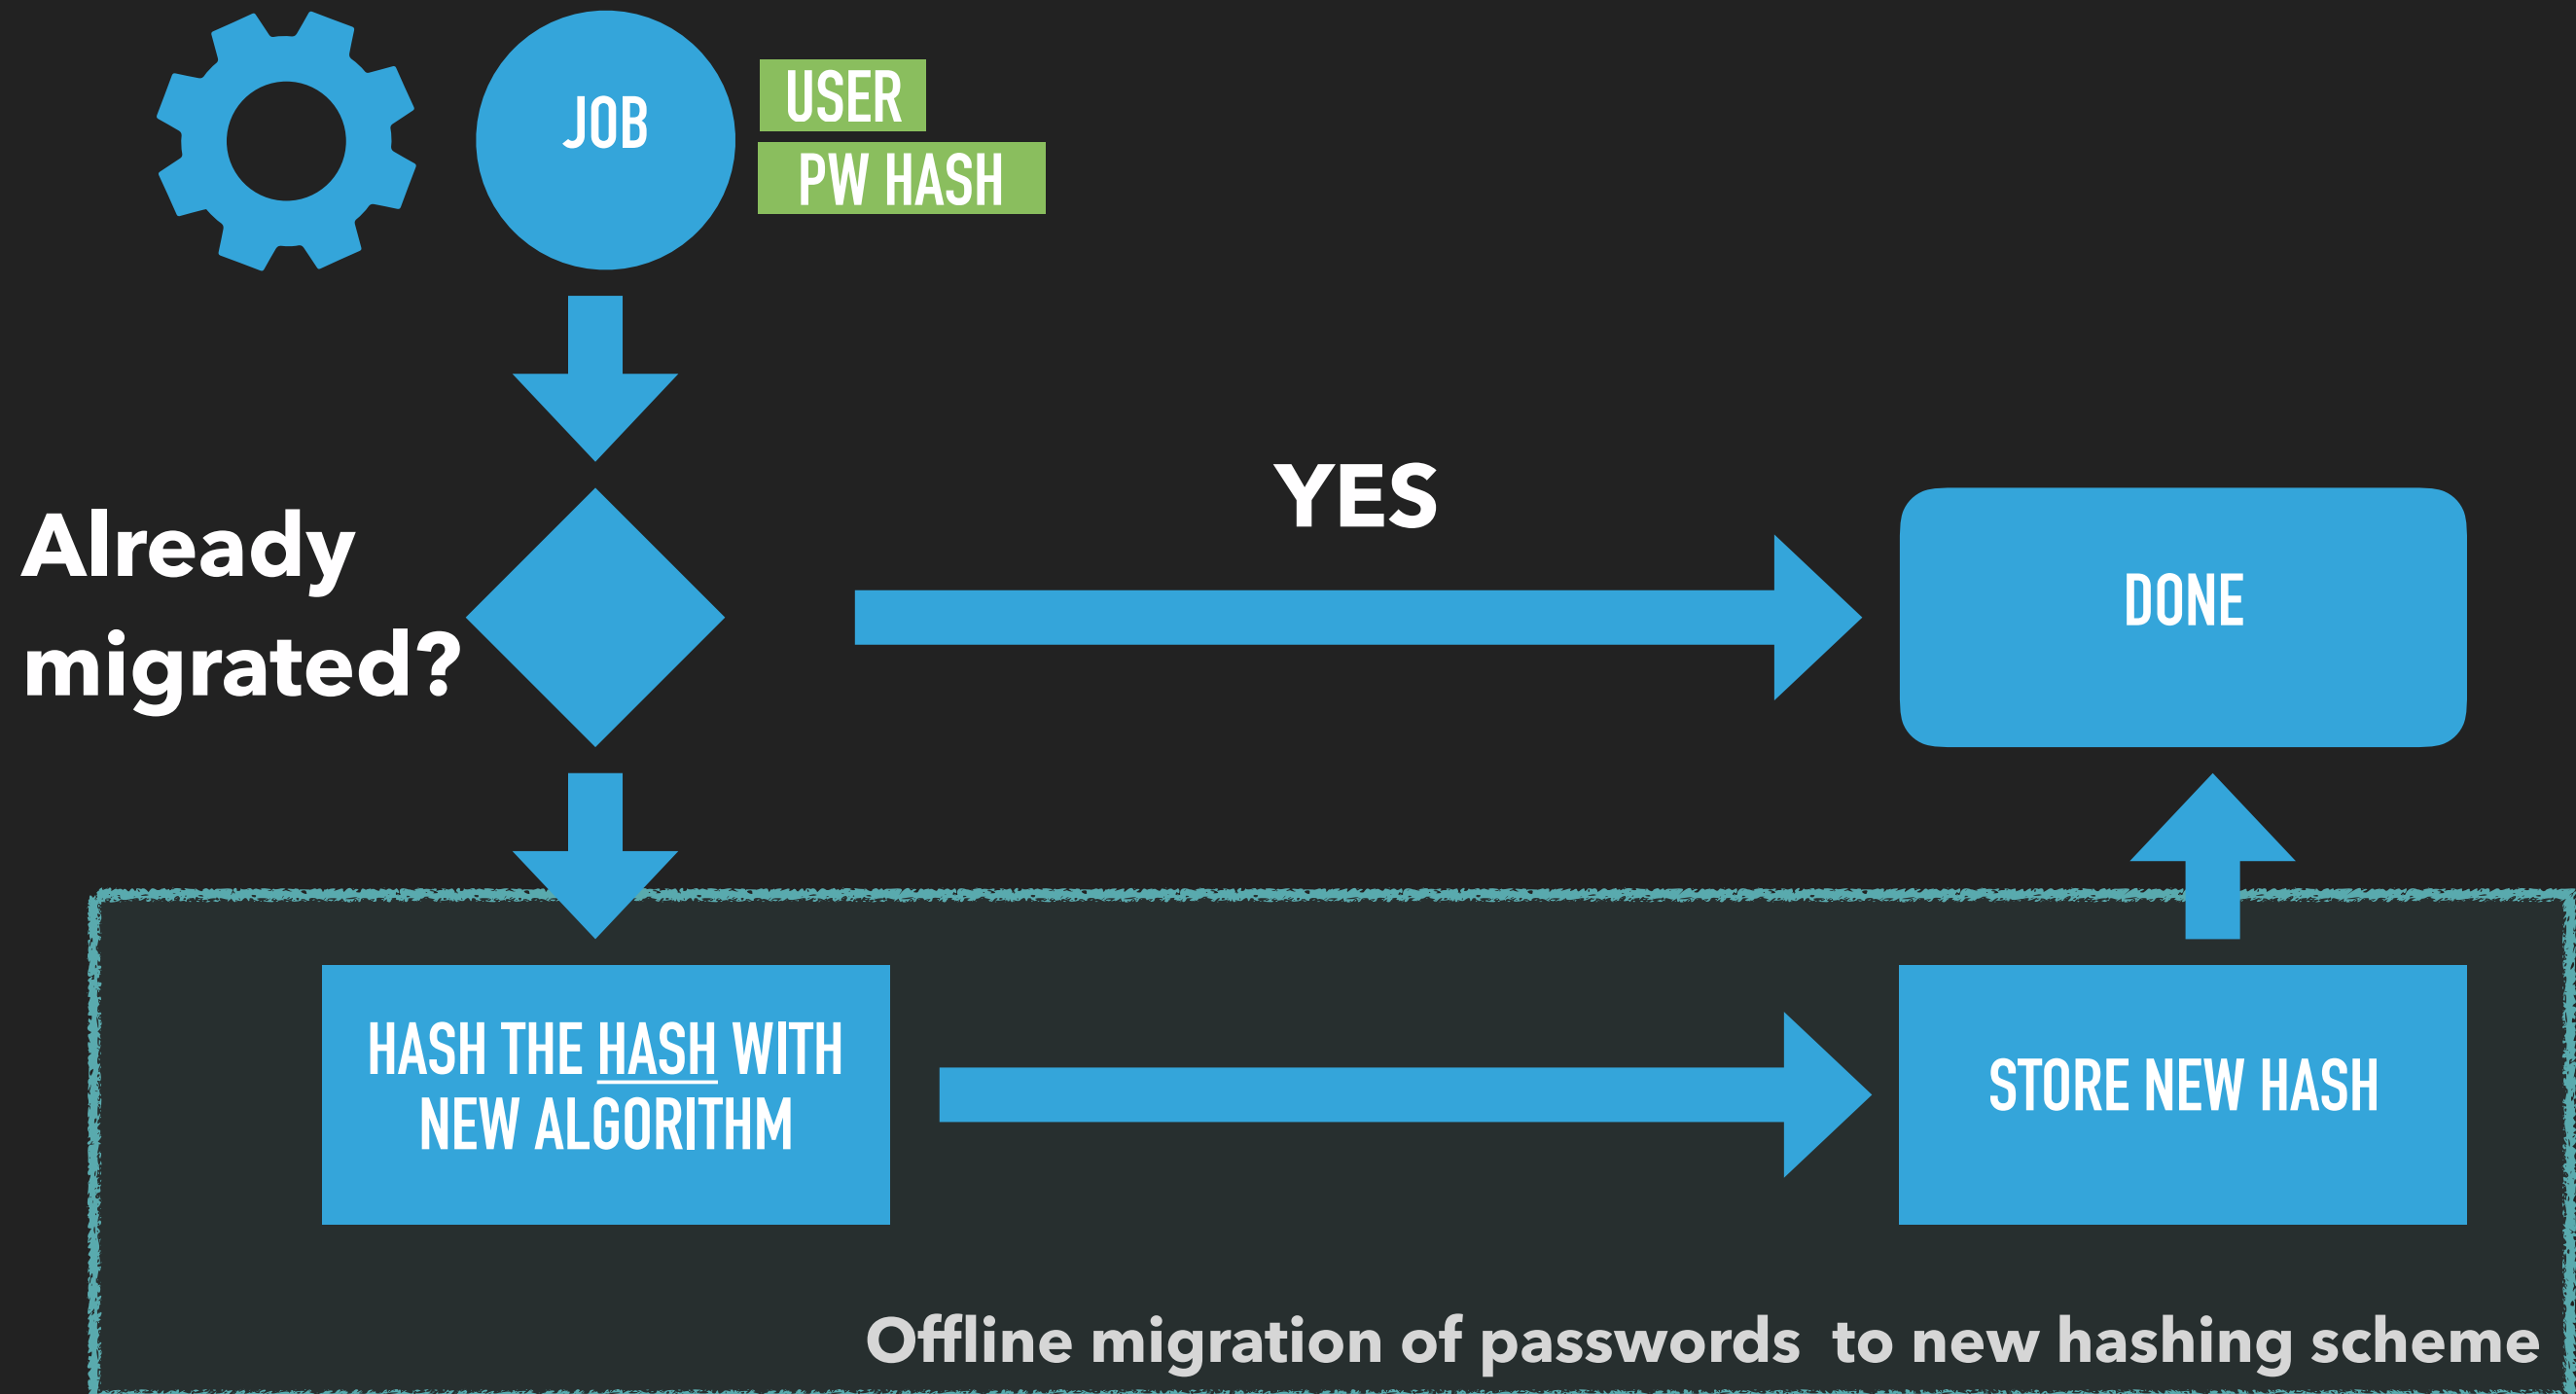 JOB
USER
PW HASH
YES
Already
migrated?
DONE
HASH THE HASH WITH
NEW ALGORITHM
STORE NEW HASH
Offline migration of passwords  to new hashing scheme